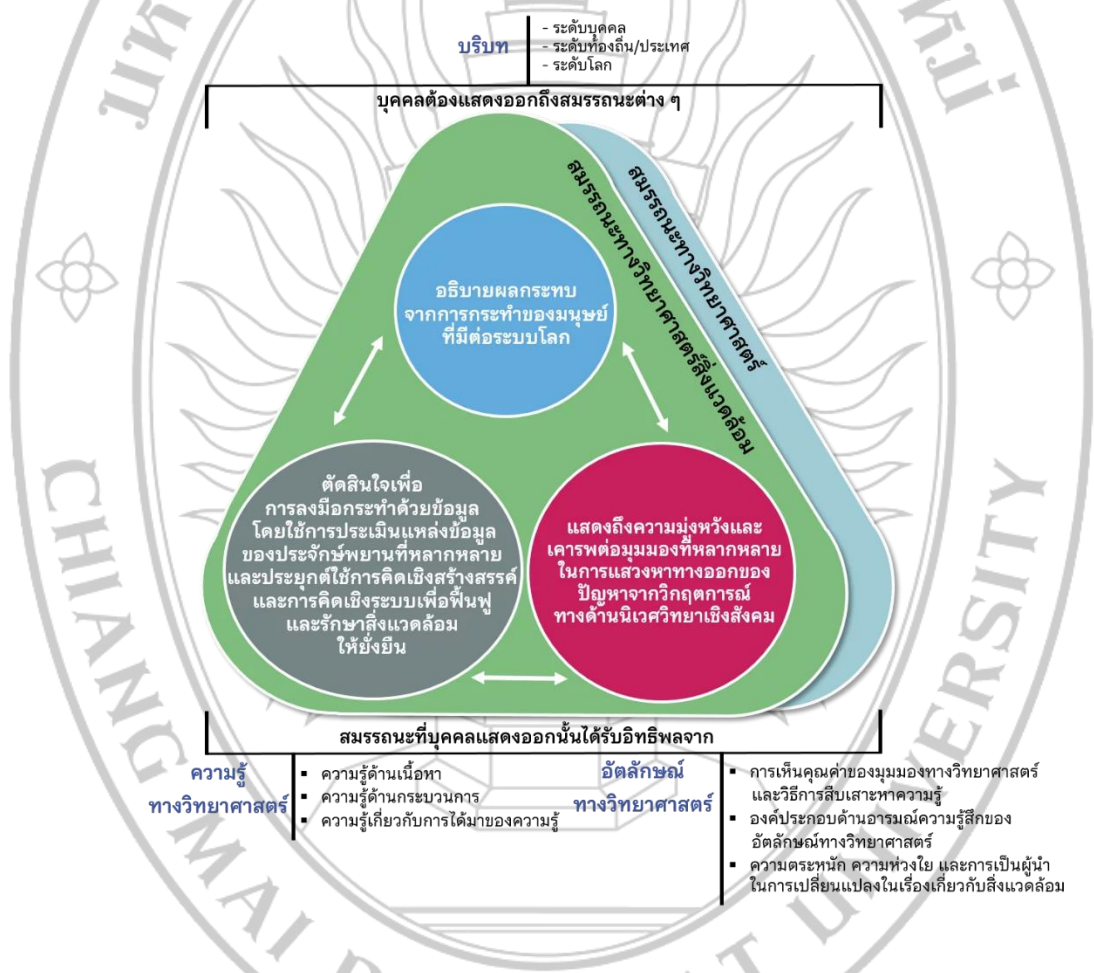 บริบท
- ระดับบุคคล
- ระดับท้องถิ่น/ประเทศ
- ระดับโลก
บุคคลต้องแสดงออกถึงสมรรถนะต่าง ๆ
สมรรถนะทางวิทยาศาสตร์
สมรรถนะทางวิทยาศาสตร์สิ่งแวดล้อม
อธิบายผลกระทบ
จากการกระทำของมนุษย์
ที่มีต่อระบบโลก
ตัดสินใจเพื่อ
การลงมือกระทำด้วยข้อมูล
โดยใช้การประเมินแหล่งข้อมูล
ของประจักษ์พยานที่หลากหลาย
และประยุกต์ใช้การคิดเชิงสร้างสรรค์
และการคิดเชิงระบบเพื่อฟื้นฟู
และรักษาสิ่งแวดล้อม
ให้ยั่งยืน
แสดงถึงความมุ่งหวังและ
เคารพต่อมุมมองที่หลากหลาย
ในการแสวงหาทางออกของ
ปัญหาจากวิกฤตการณ์
ทางด้านนิเวศวิทยาเชิงสังคม
สมรรถนะที่บุคคลแสดงออกนั้นได้รับอิทธิพลจาก
ความรู้
ทางวิทยาศาสตร์
▪ ความรู้ด้านเนื้อหา
▪ ความรู้ด้านกระบวนการ
▪ ความรู้เกี่ยวกับการได้มาของความรู้
อัตลักษณ์
ทางวิทยาศาสตร์
▪ การเห็นคุณค่าของมุมมองทางวิทยาศาสตร์
และวิธีการสืบเสาะหาความรู้
▪ องค์ประกอบด้านอารมณ์ความรู้สึกของ
อัตลักษณ์ทางวิทยาศาสตร์
▪ ความตระหนัก ความห่วงใย และการเป็นผู้นำ
ในการเปลี่ยนแปลงในเรื่องเกี่ยวกับสิ่งแวดล้อม
CHIANG MAI UNIVERSITY